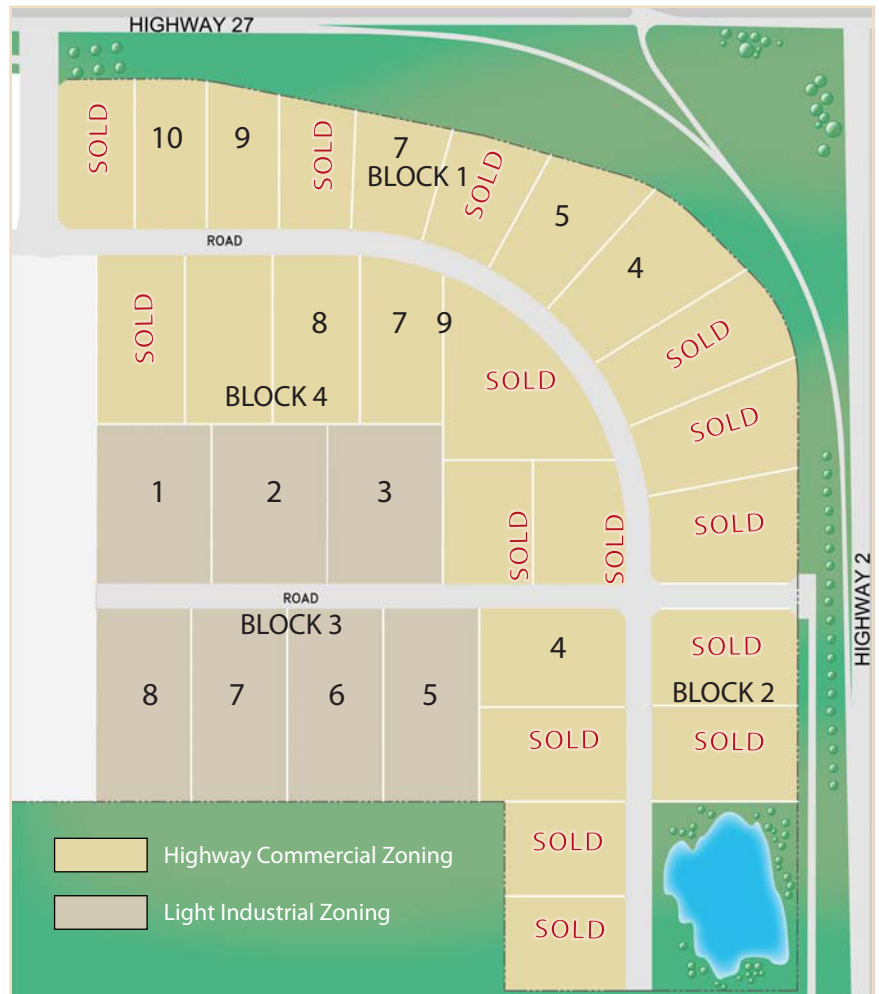 HIGHWAY 27
SOLD
10
9
SOLD
7
BLOCK 1
SOLD
5
4
SOLD
SOLD
SOLD
ROAD
SOLD
8
7
9
SOLD
BLOCK 4
1
2
3
SOLD
SOLD
HIGHWAY 2
ROAD
BLOCK 3
8
7
6
5
4
SOLD
SOLD
SOLD
SOLD
BLOCK 2
SOLD
Highway Commercial Zoning
Light Industrial Zoning